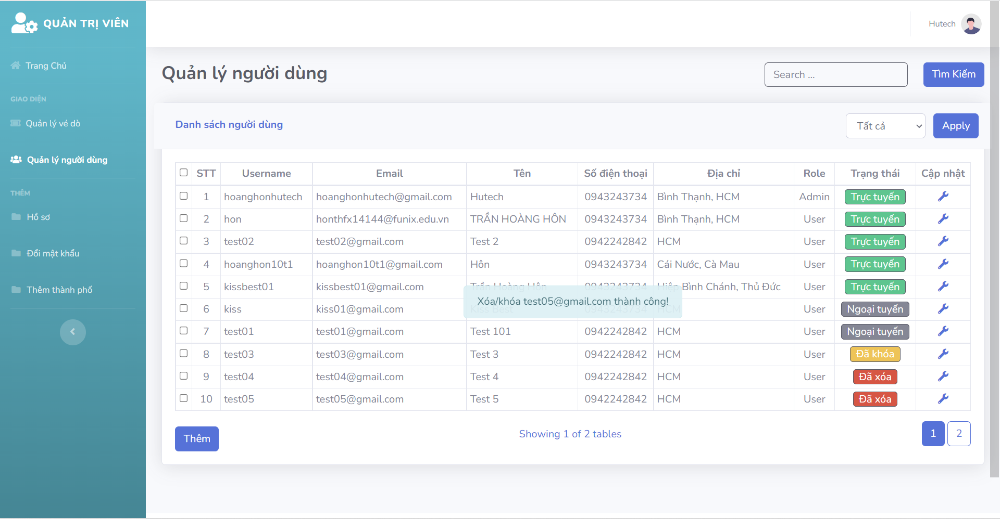 QUẢN TRỊ VIÊN
Hutech
Trang Chủ
GIAO DIỆN
Quản lý vé dò
Quản lý người dùng
THÊM
Hồ sơ
Đổi mật khẩu
Thêm thành phố
Quản lý người dùng
Search ...
Tìm Kiếm
Danh sách người dùng
Tất cả
Apply
STT Username Email Tên Số điện thoại Địa chỉ Role Trạng thái Cập nhật
1 hoanghonhutech hoanghonhutech@gmail.com Hutech 0943243734 Bình Thạnh, HCM Admin Trực tuyến
2 hon honthfx14144@funix.edu.vn TRẦN HOÀNG HÔN 0943243734 Bình Thạnh, HCM User Trực tuyến
3 test02 test02@gmail.com Test 2 0942242842 HCM User Trực tuyến
4 hoanghon10t1 hoanghon10t1@gmail.com Hôn 0943243734 Cái Nước, Cà Mau User Trực tuyến
5 kissbest01 kissbest01@gmail.com Trần Hoàng Hôn 0943243734 Hiệp Bình Chánh, Thủ Đức User Trực tuyến
Xóa/khóa test05@gmail.com thành công!
6 kiss kiss01@gmail.com Kiss Best 0943243734 HCM User Ngoại tuyến
7 test01 test01@gmail.com Test 101 0942242842 HCM User Ngoại tuyến
8 test03 test03@gmail.com Test 3 0942242842 HCM User Đã khóa
9 test04 test04@gmail.com Test 4 0942242842 HCM User Đã xóa
10 test05 test05@gmail.com Test 5 0942242842 HCM User Đã xóa
Thêm
Showing 1 of 2 tables
1 2